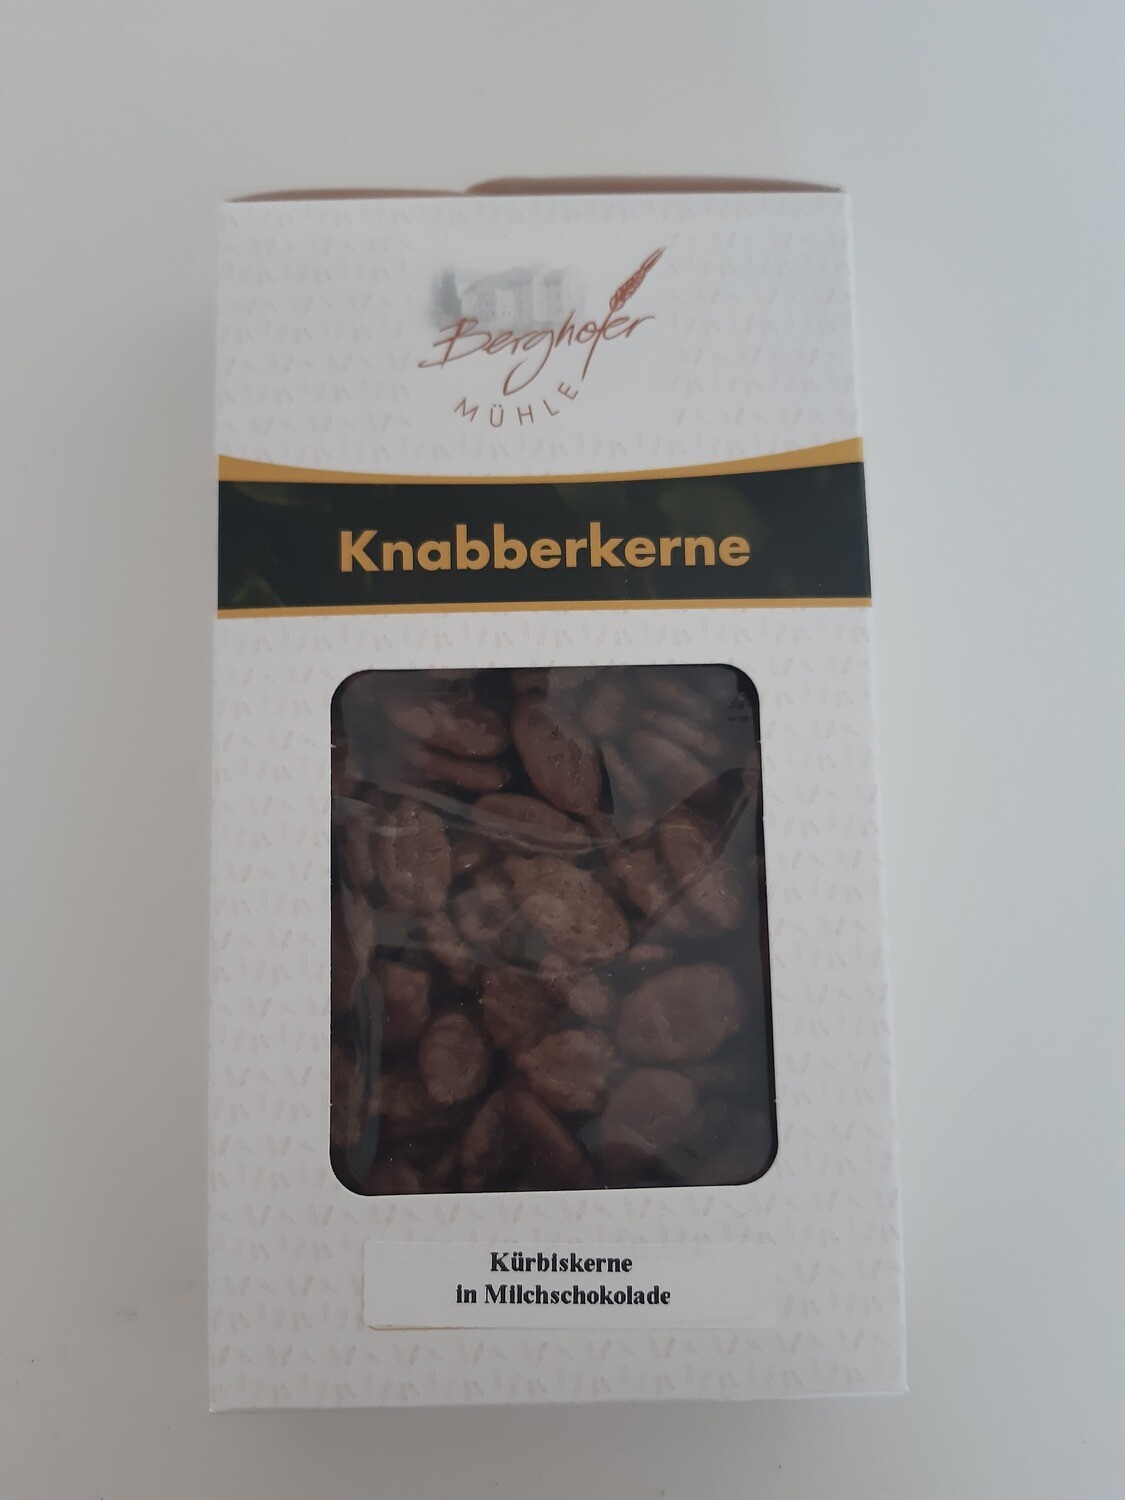 Berghofer
MÜHLE
Knabberkerne
Kürbiskerne
in Milchschokolade